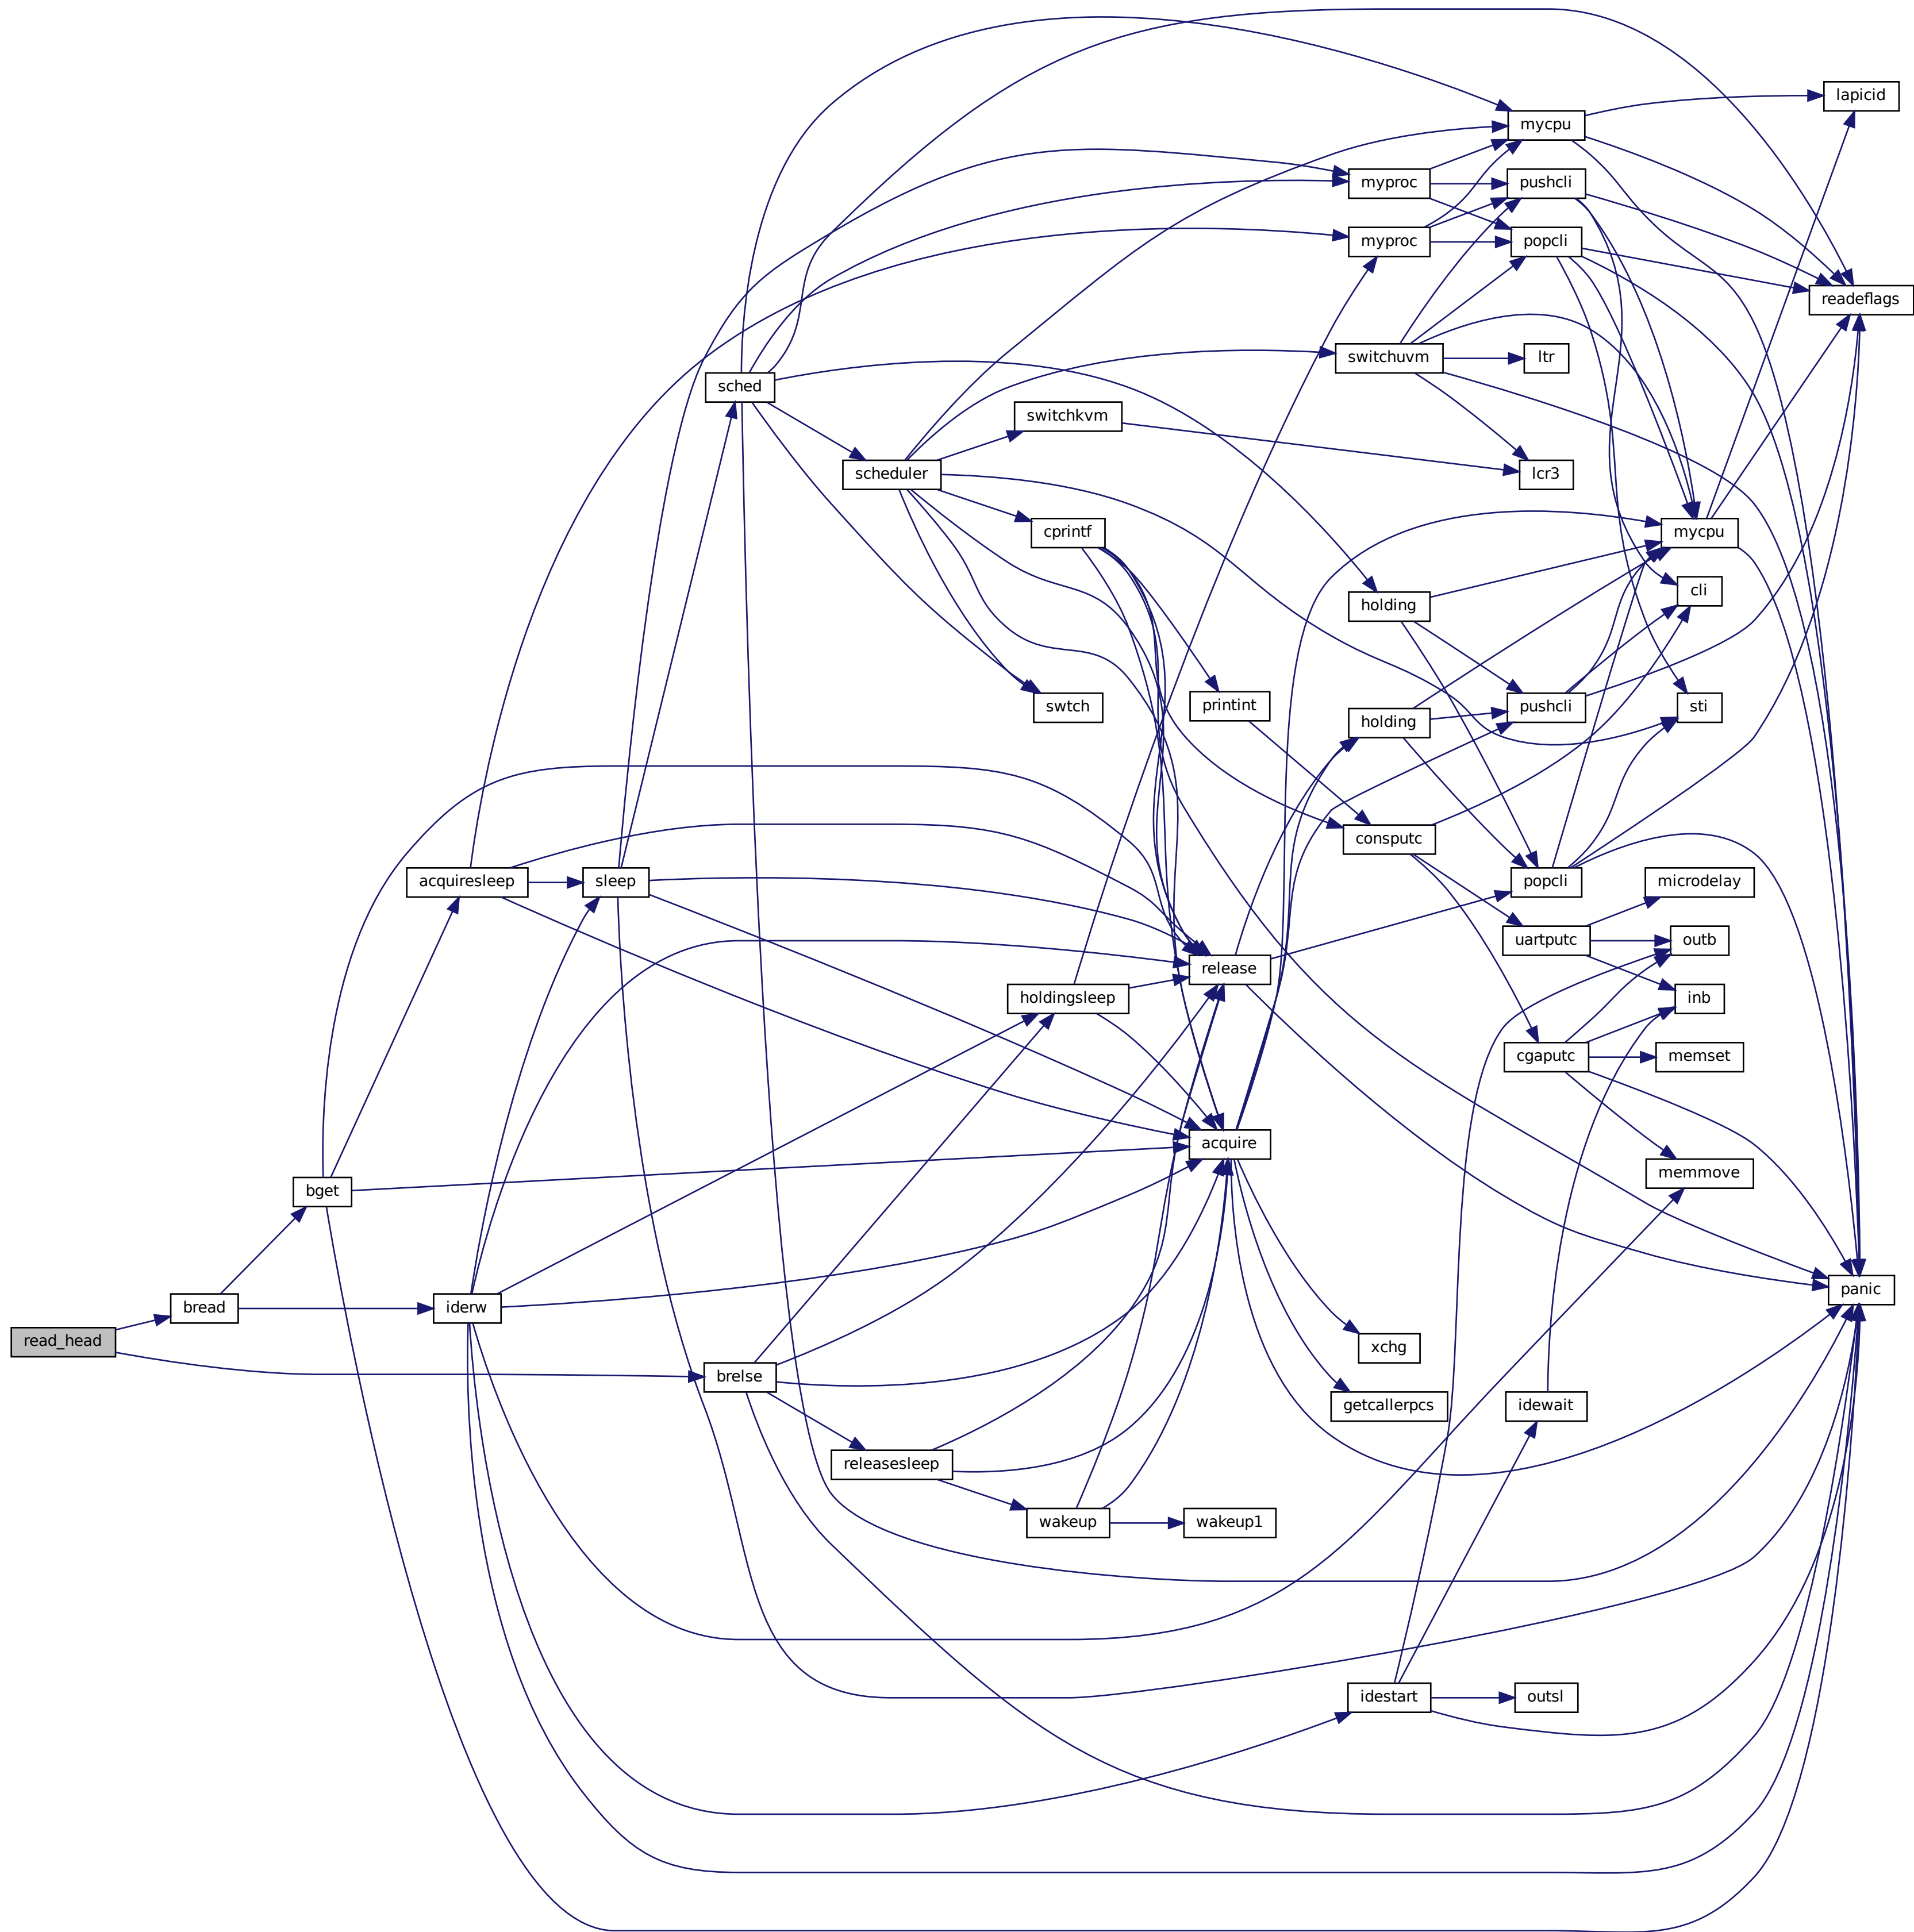 read_head
bread
bget
acquiresleep
iderw
sleep
sched
brelse
scheduler
releasesleep
switchkvm
cprintf
swtch
holdingsleep
wakeup
printint
release
acquire
wakeup1
myproc
myproc
switchuvm
holding
holding
consputc
xchg
getcallerpcs
idestart
mycpu
pushcli
popcli
ltr
lcr3
pushcli
popcli
uartputc
cgaputc
idewait
outsl
mycpu
cli
sti
microdelay
outb
inb
memset
memmove
lapicid
readeflags
panic